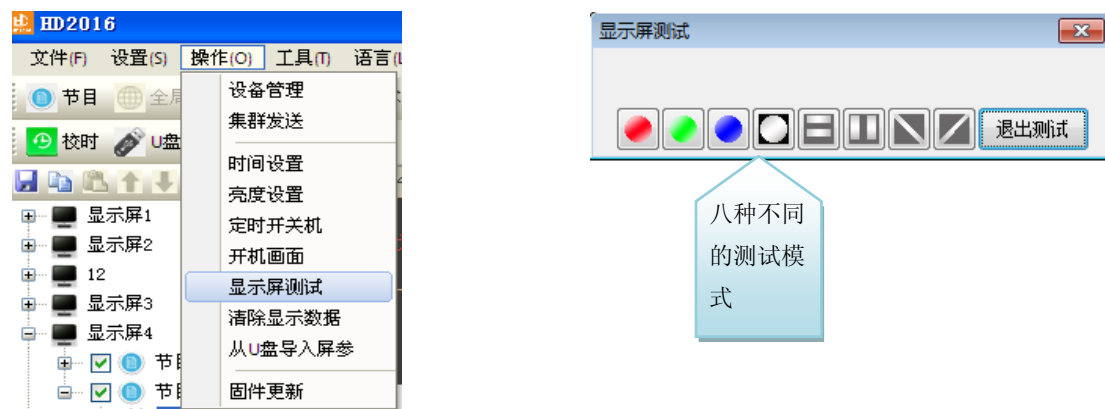 HD2016
文件(F) 设置(S) 操作(O) 工具(T) 语言(L
节目 全局
校时 U盘
显示屏1
显示屏2
12
显示屏3
显示屏4
节目
节目
设备管理
集群发送
时间设置
亮度设置
定时开关机
开机画面
显示屏测试
清除显示数据
从U盘导入屏参
固件更新
显示屏测试
退出测试
八种不同
的测试模
式